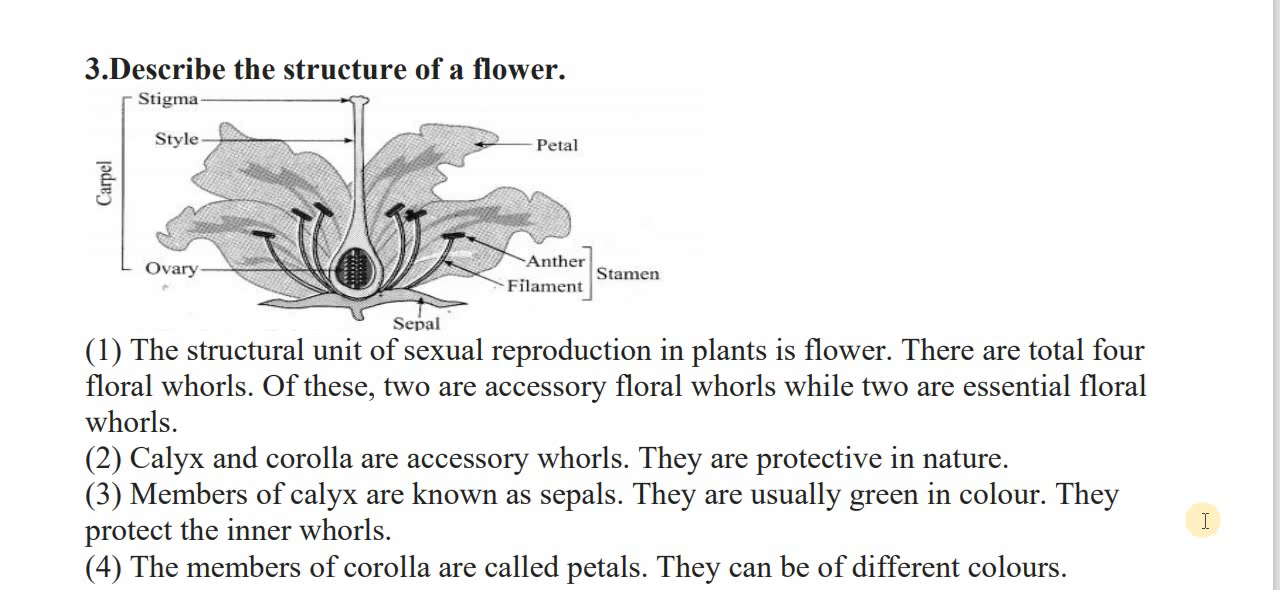 3.Describe the structure of a flower.
Stigma
Style
Petal
Carpel
Ovary
Anther
Filament
Stamen
Sepal
(1) The structural unit of sexual reproduction in plants is flower. There are total four
floral whorls. Of these, two are accessory floral whorls while two are essential floral
whorls.
(2) Calyx and corolla are accessory whorls. They are protective in nature.
(3) Members of calyx are known as sepals. They are usually green in colour. They
protect the inner whorls.
(4) The members of corolla are called petals. They can be of different colours.